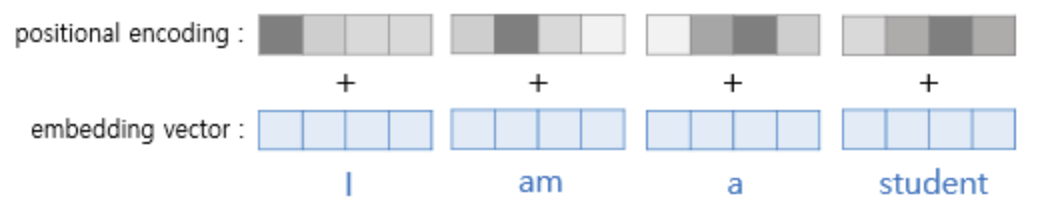 positional encoding :
+ + + +
embedding vector :
I am a student